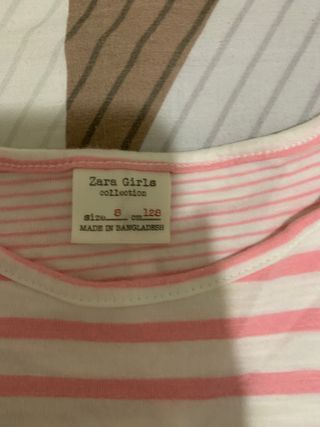 Zara Girls
collection
size 8 cm 128
MADE IN BANGLADESH